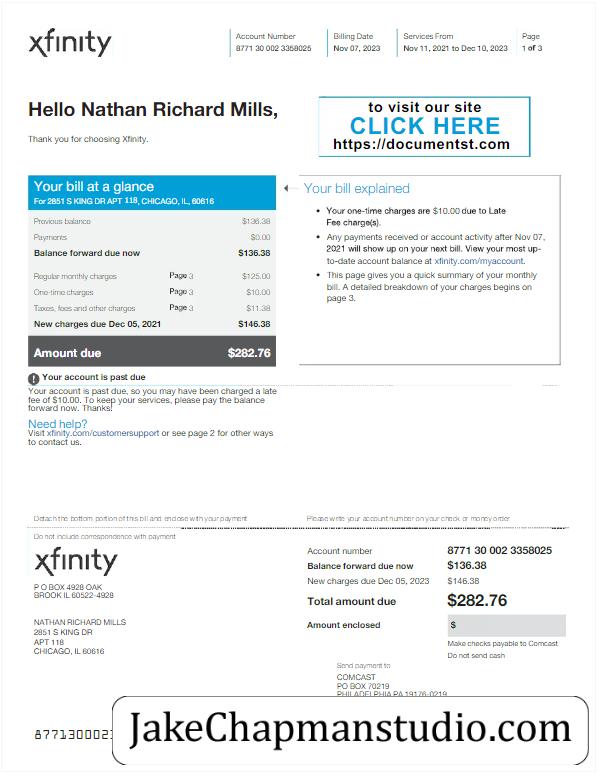 xfinity
Account Number
8771 30 002 3358025
Billing Date
Nov 07, 2023
Services From
Nov 11, 2021 to Dec 10, 2023
Page
1 of 3
Hello Nathan Richard Mills,
Thank you for choosing Xfinity.
to visit our site
CLICK HERE
https://documentst.com
Your bill at a glance
For 2851 S KING DR APT 118, CHICAGO, IL, 60616
Previous balance $136.38
Payments $0.00
Balance forward due now $136.38
Regular monthly charges Page 3 $125.00
One-time charges Page 3 $10.00
Taxes, fees and other charges Page 3 $11.38
New charges due Dec 05, 2021 $146.38
Amount due $282.76
Your bill explained
• Your one-time charges are $10.00 due to Late
Fee charge(s).
• Any payments received or account activity after Nov 07,
2021 will show up on your next bill. View your most up-
to-date account balance at xfinity.com/myaccount.
• This page gives you a quick summary of your monthly
bill. A detailed breakdown of your charges begins on
page 3.
! Your account is past due
Your account is past due, so you may have been charged a late
fee of $10.00. To keep your services, please pay the balance
forward now. Thanks!
Need help?
Visit xfinity.com/customersupport or see page 2 for other ways
to contact us.
Detach the bottom portion of this bill and enclose with your payment
Please write your account number on your check or money order
Do not include correspondence with payment
xfinity
P O BOX 4928 OAK
BROOK IL 60522-4928
NATHAN RICHARD MILLS
2851 S KING DR
APT 118
CHICAGO, IL 60616
Account number 8771 30 002 3358025
Balance forward due now $136.38
New charges due Dec 05, 2023 $146.38
Total amount due $282.76
Amount enclosed $
Make checks payable to Comcast
Do not send cash
Send payment to
COMCAST
PO BOX 70219
PHILADELPHIA PA 19176-0219
87713000
JakeChapmanstudio.com